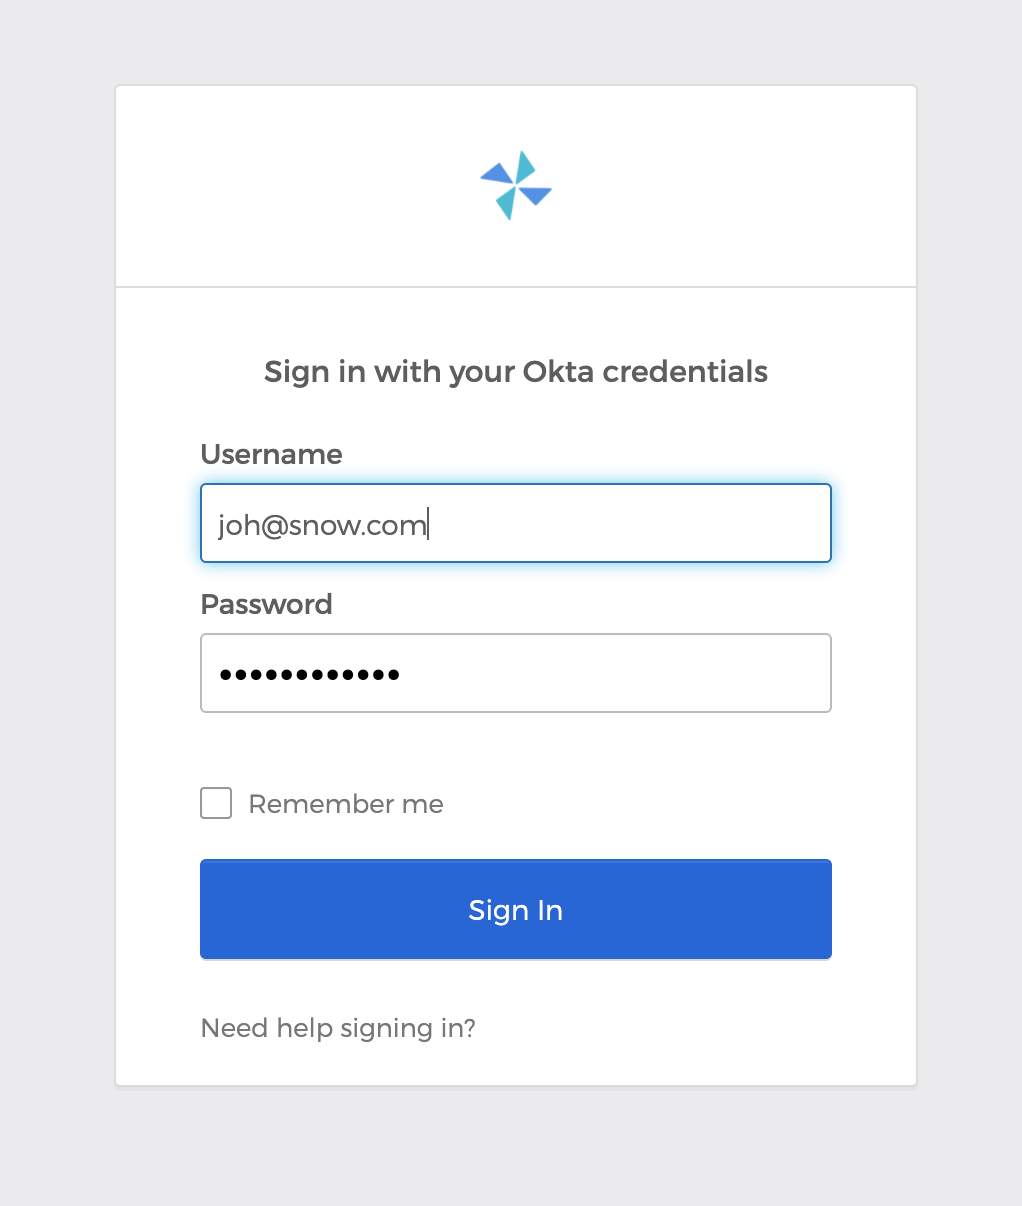 Sign in with your Okta credentials
Username
joh@snow.com
Password
••••••••••••
Remember me
Sign In
Need help signing in?